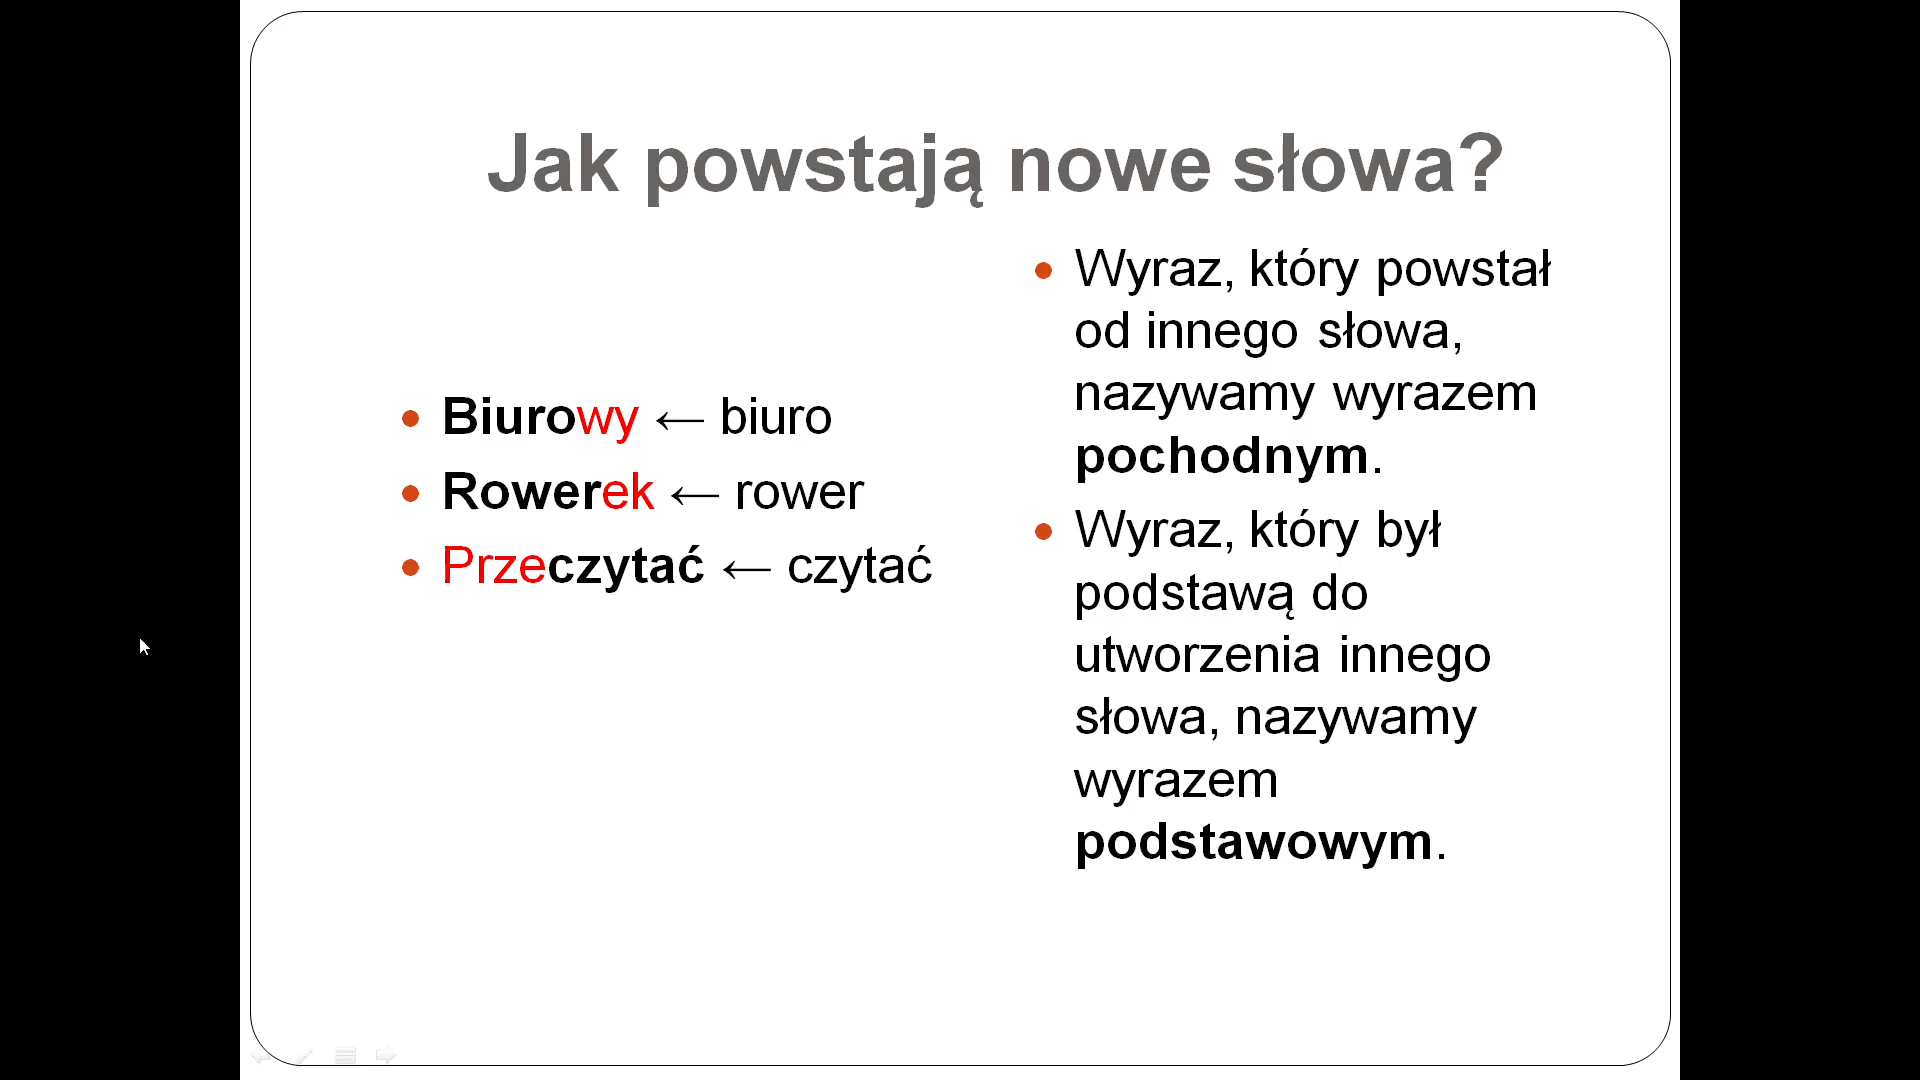 Jak powstają nowe słowa?
Biurowy ← biuro
Rowerek ← rower
Przeczytać ← czytać
Wyraz, który powstał
od innego słowa,
nazywamy wyrazem
pochodnym.
Wyraz, który był
podstawą do
utworzenia innego
słowa, nazywamy
wyrazem
podstawowym.